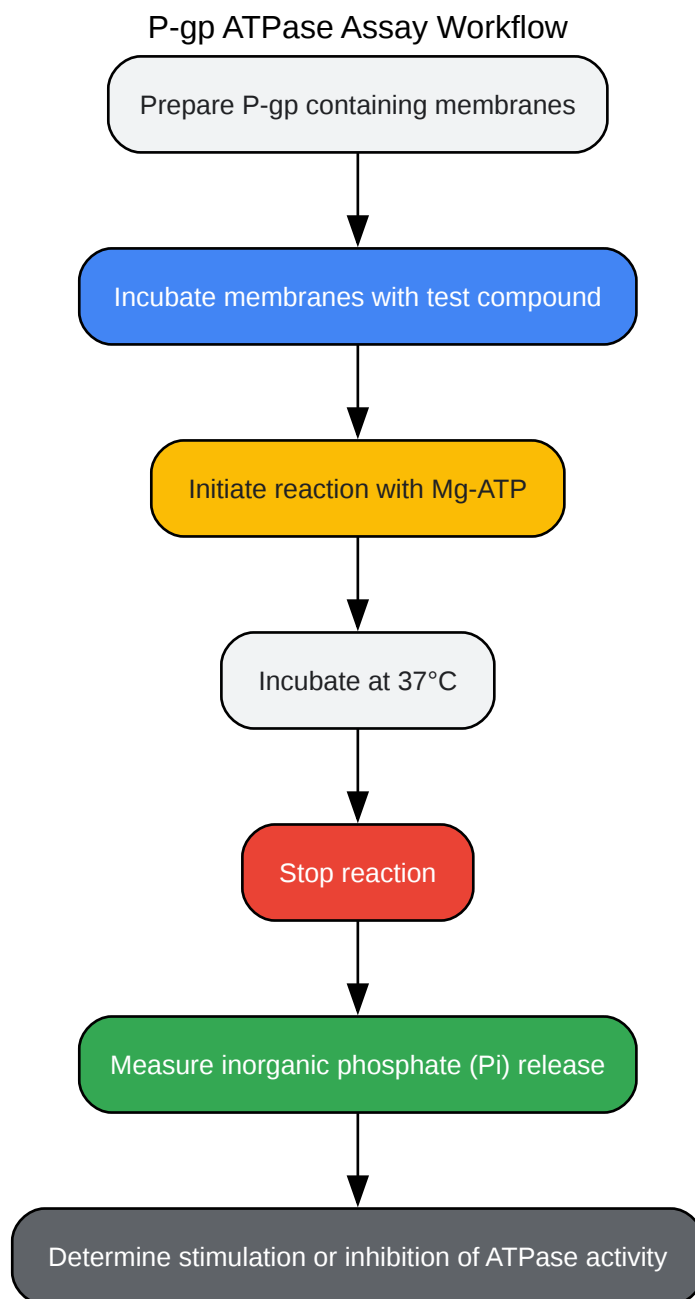 P-gp ATPase Assay Workflow
Prepare P-gp containing membranes
Incubate membranes with test compound
Initiate reaction with Mg-ATP
Incubate at 37°C
Stop reaction
Measure inorganic phosphate (Pi) release
Determine stimulation or inhibition of ATPase activity